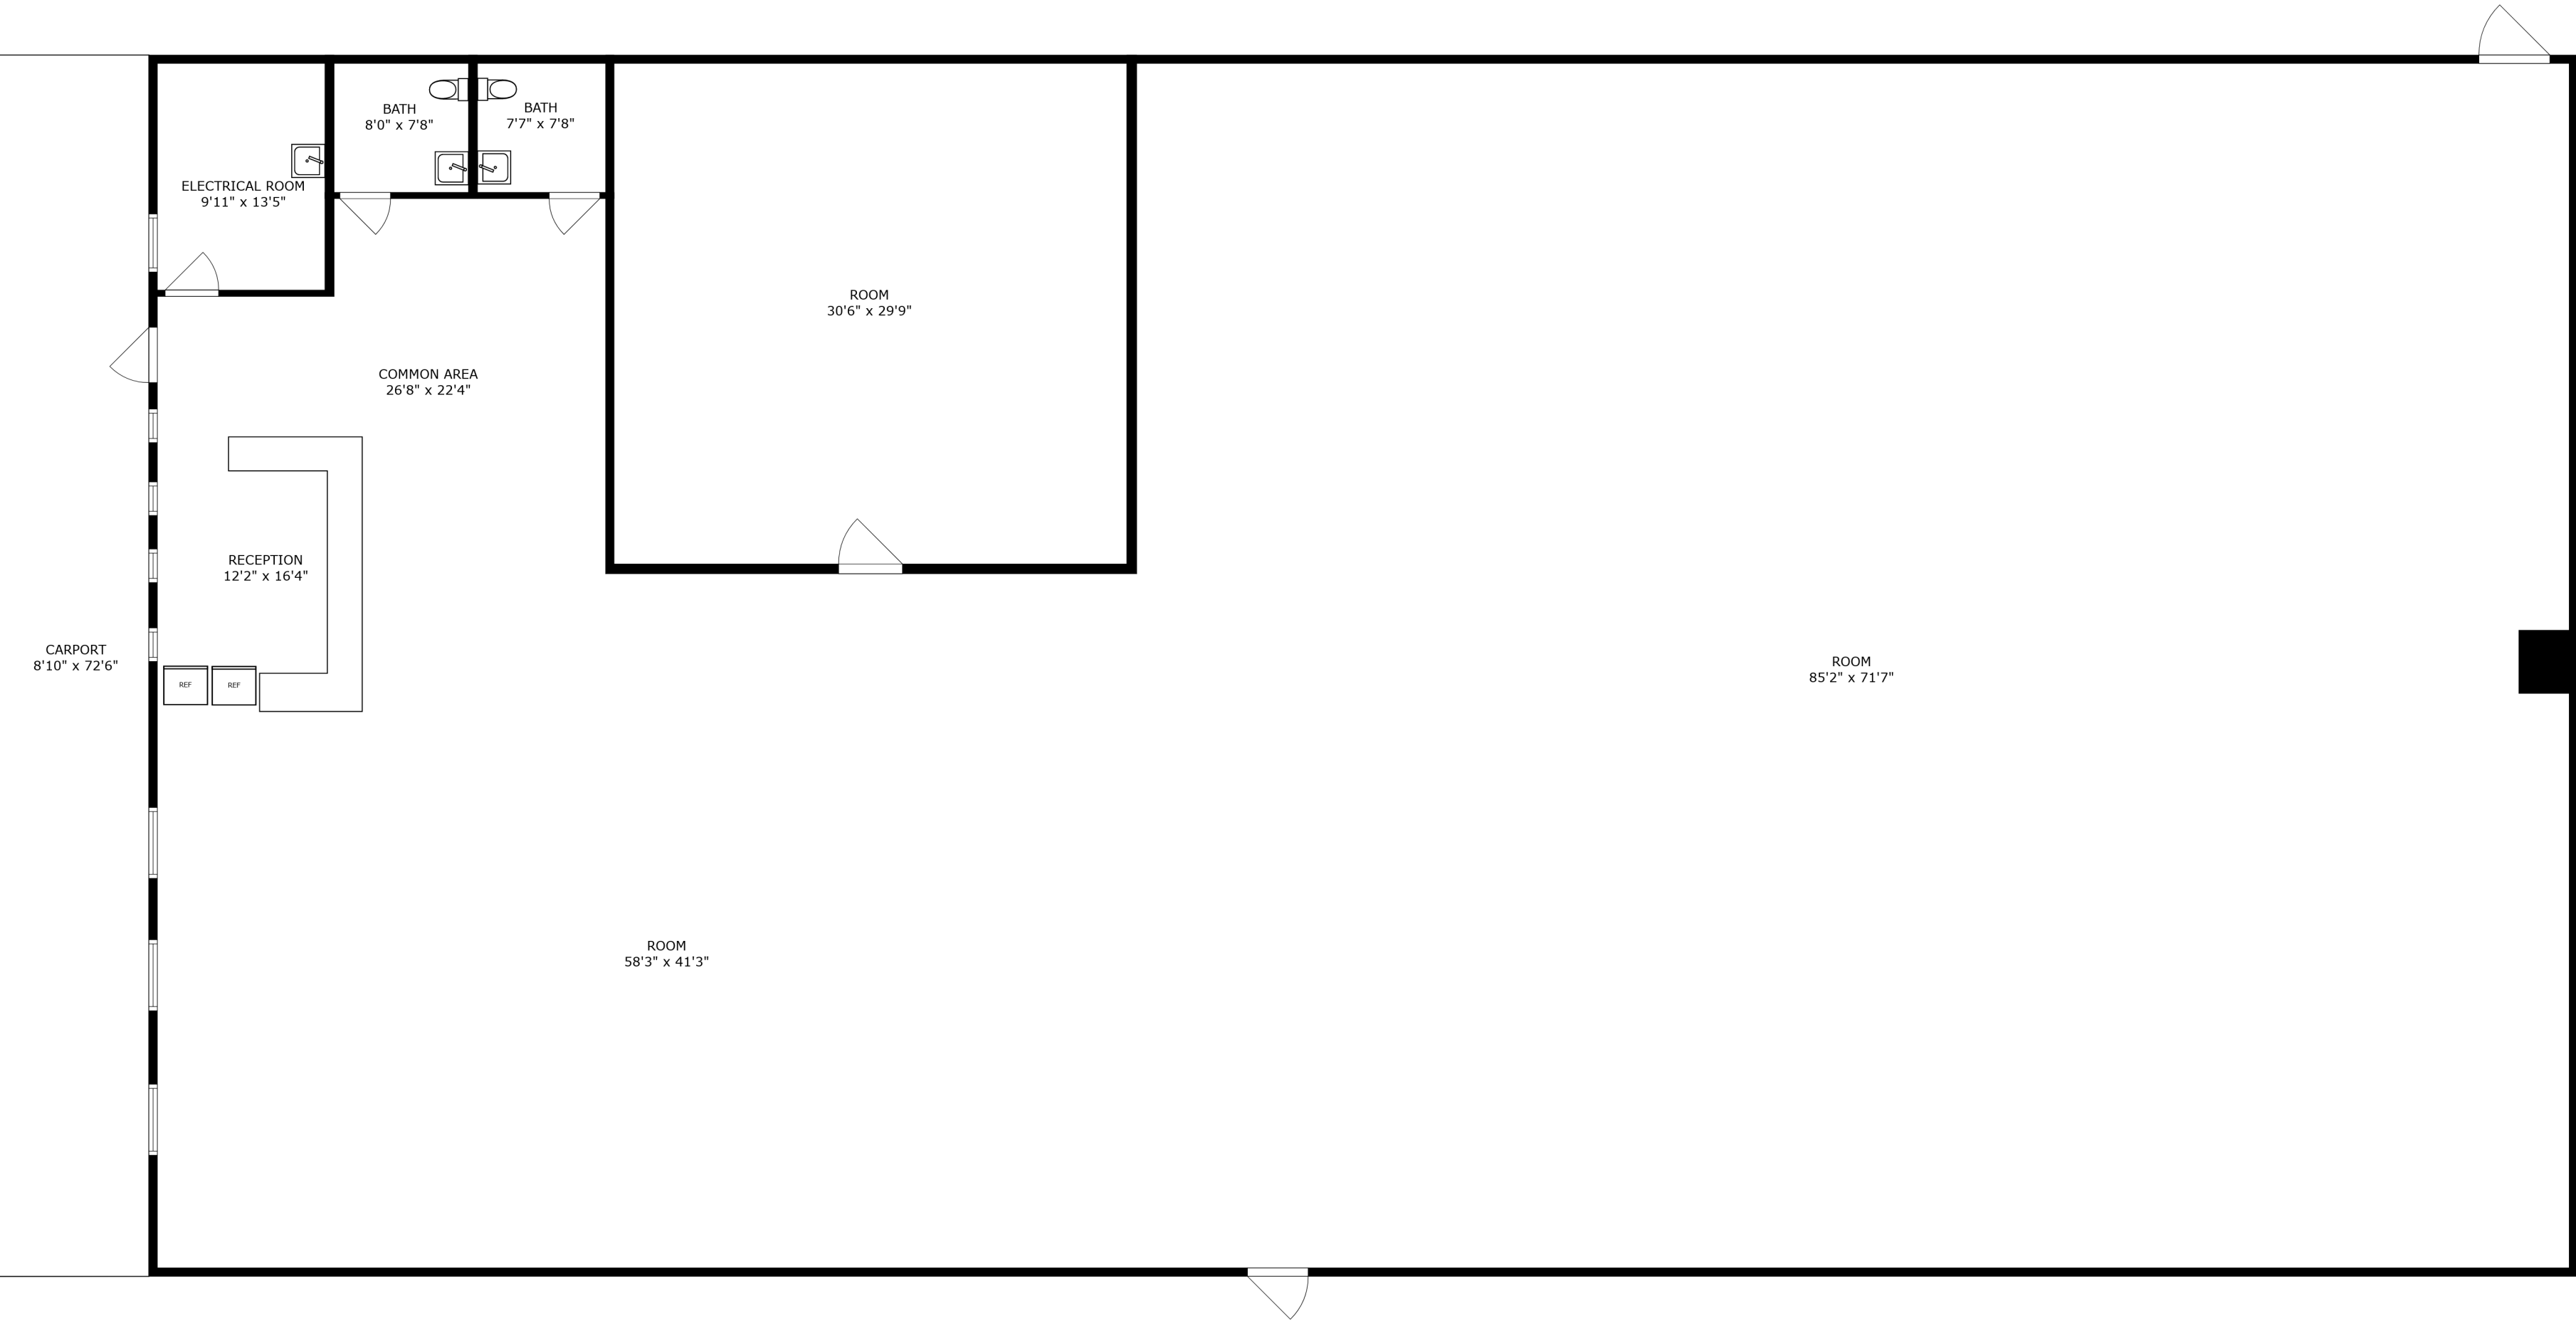 BATH
8'0" x 7'8"
BATH
7'7" x 7'8"
ELECTRICAL ROOM
9'11" x 13'5"
ROOM
30'6" x 29'9"
COMMON AREA
26'8" x 22'4"
RECEPTION
12'2" x 16'4"
CARPORT
8'10" x 72'6"
REF
REF
ROOM
85'2" x 71'7"
ROOM
58'3" x 41'3"